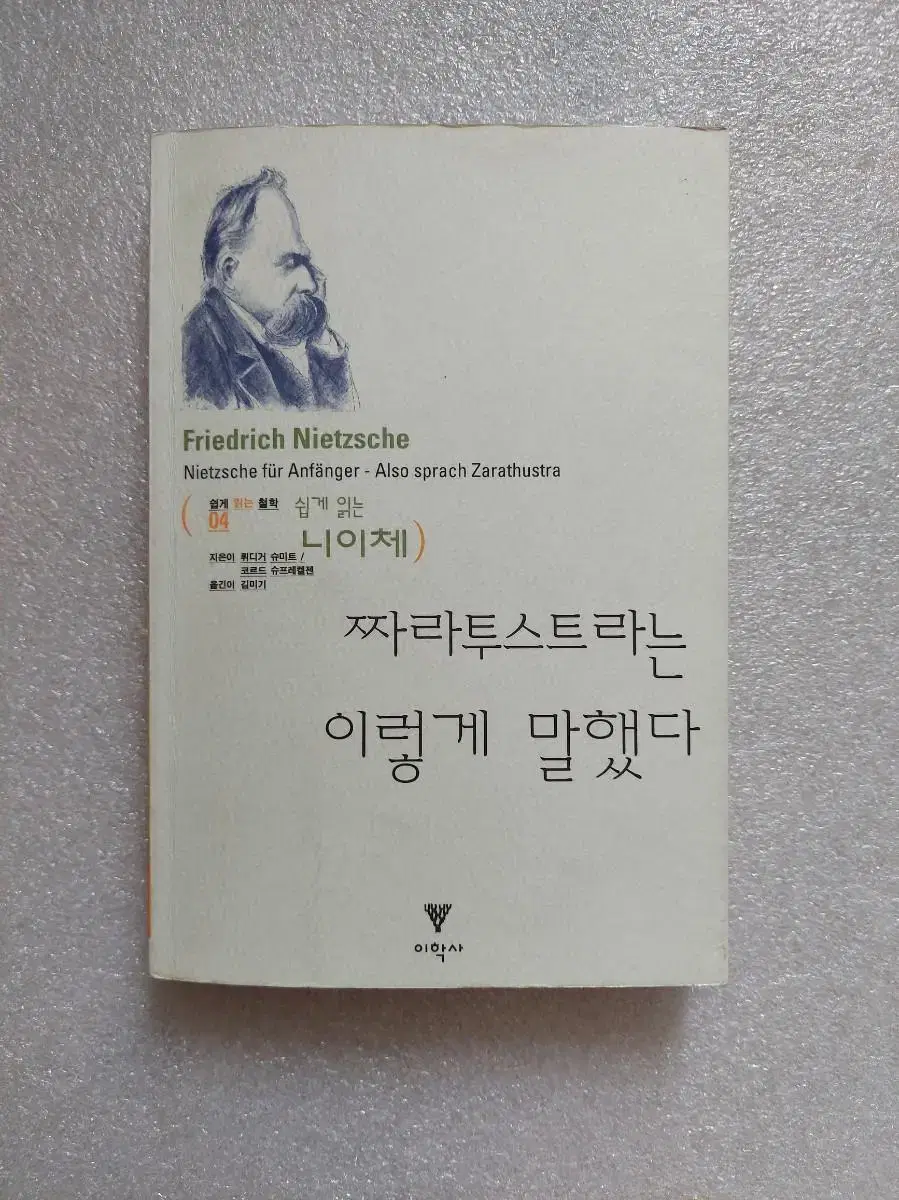 Friedrich Nietzsche
Nietzsche für Anfänger - Also sprach Zarathustra
쉽게 읽는 철학
04
쉽게 읽는
니이체
지은이 뤼디거 슈미트 /
코르드 슈프레켈젠
옮긴이 김미기
짜라투스트라는
이렇게 말했다
이학사